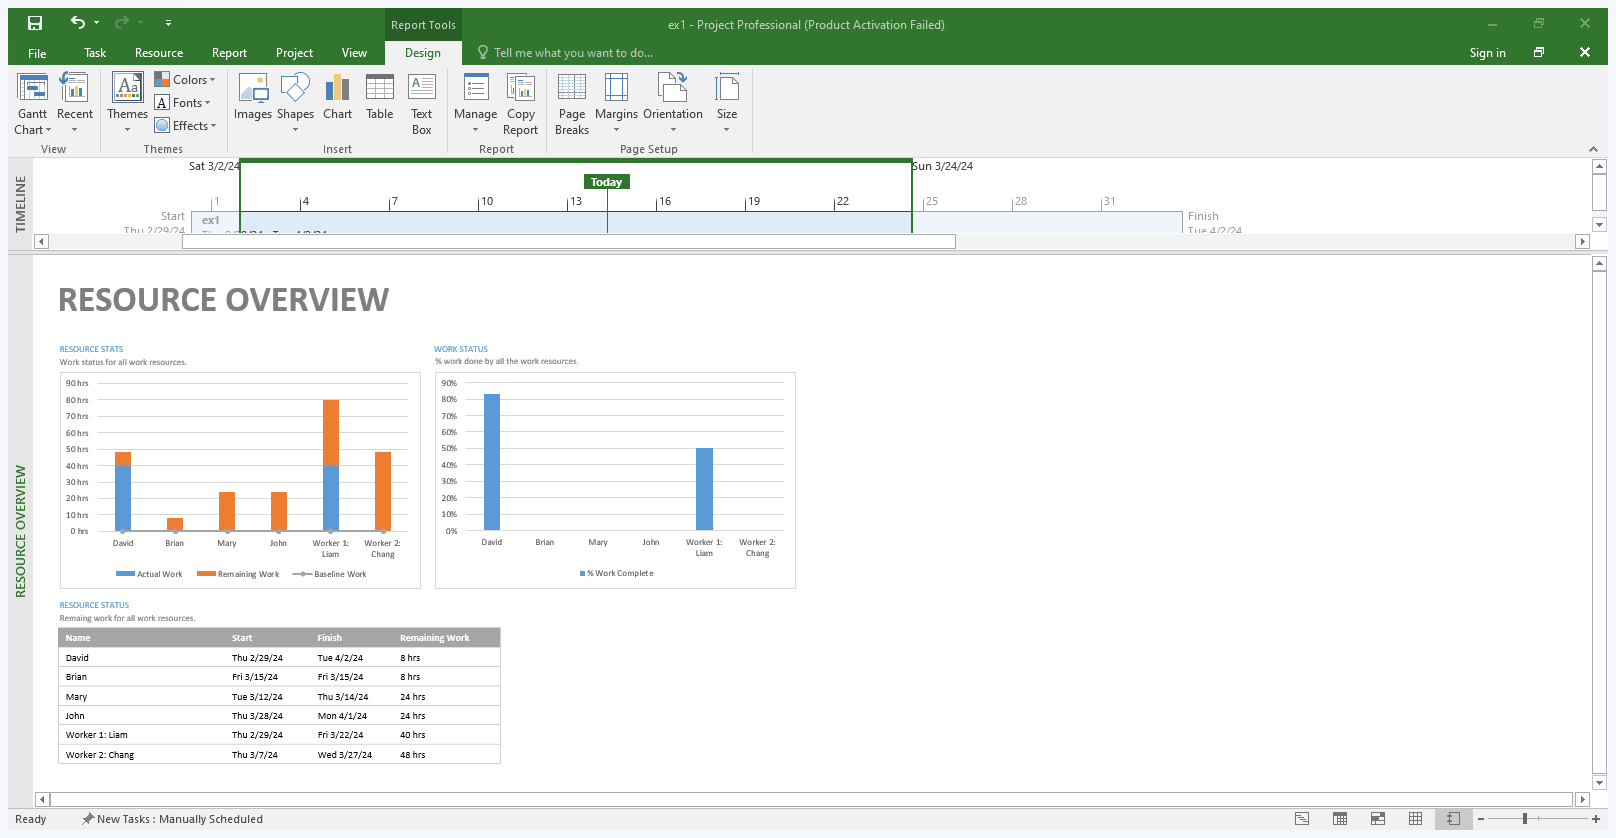 Report Tools
ex1 - Project Professional (Product Activation Failed)
File Task Resource Report Project View Design Tell me what you want to do... Sign in
Gantt Chart Recent Themes Colors Fonts Effects Images Shapes Chart Table Text Box Manage Copy Report Page Breaks Margins Orientation Size
View Themes Insert Report Page Setup
TIMELINE
Sat 3/2/24 Sun 3/24/24
Today
1 4 7 10 13 16 19 22 25 28 31
Start ex1 Finish
Thu 2/29/24 Tue 4/2/24
RESOURCE OVERVIEW
RESOURCE OVERVIEW
RESOURCE STATS
Work status for all work resources.
90 hrs
80 hrs
70 hrs
60 hrs
50 hrs
40 hrs
30 hrs
20 hrs
10 hrs
0 hrs
David Brian Mary John Worker 1: Liam Worker 2: Chang
Actual Work Remaining Work Baseline Work
WORK STATUS
% work done by all the work resources.
90%
80%
70%
60%
50%
40%
30%
20%
10%
0%
David Brian Mary John Worker 1: Liam Worker 2: Chang
% Work Complete
RESOURCE STATUS
Remaing work for all work resources.
Name Start Finish Remaining Work
David Thu 2/29/24 Tue 4/2/24 8 hrs
Brian Fri 3/15/24 Fri 3/15/24 8 hrs
Mary Tue 3/12/24 Thu 3/14/24 24 hrs
John Thu 3/28/24 Mon 4/1/24 24 hrs
Worker 1: Liam Thu 2/29/24 Fri 3/22/24 40 hrs
Worker 2: Chang Thu 3/7/24 Wed 3/27/24 48 hrs
Ready New Tasks : Manually Scheduled